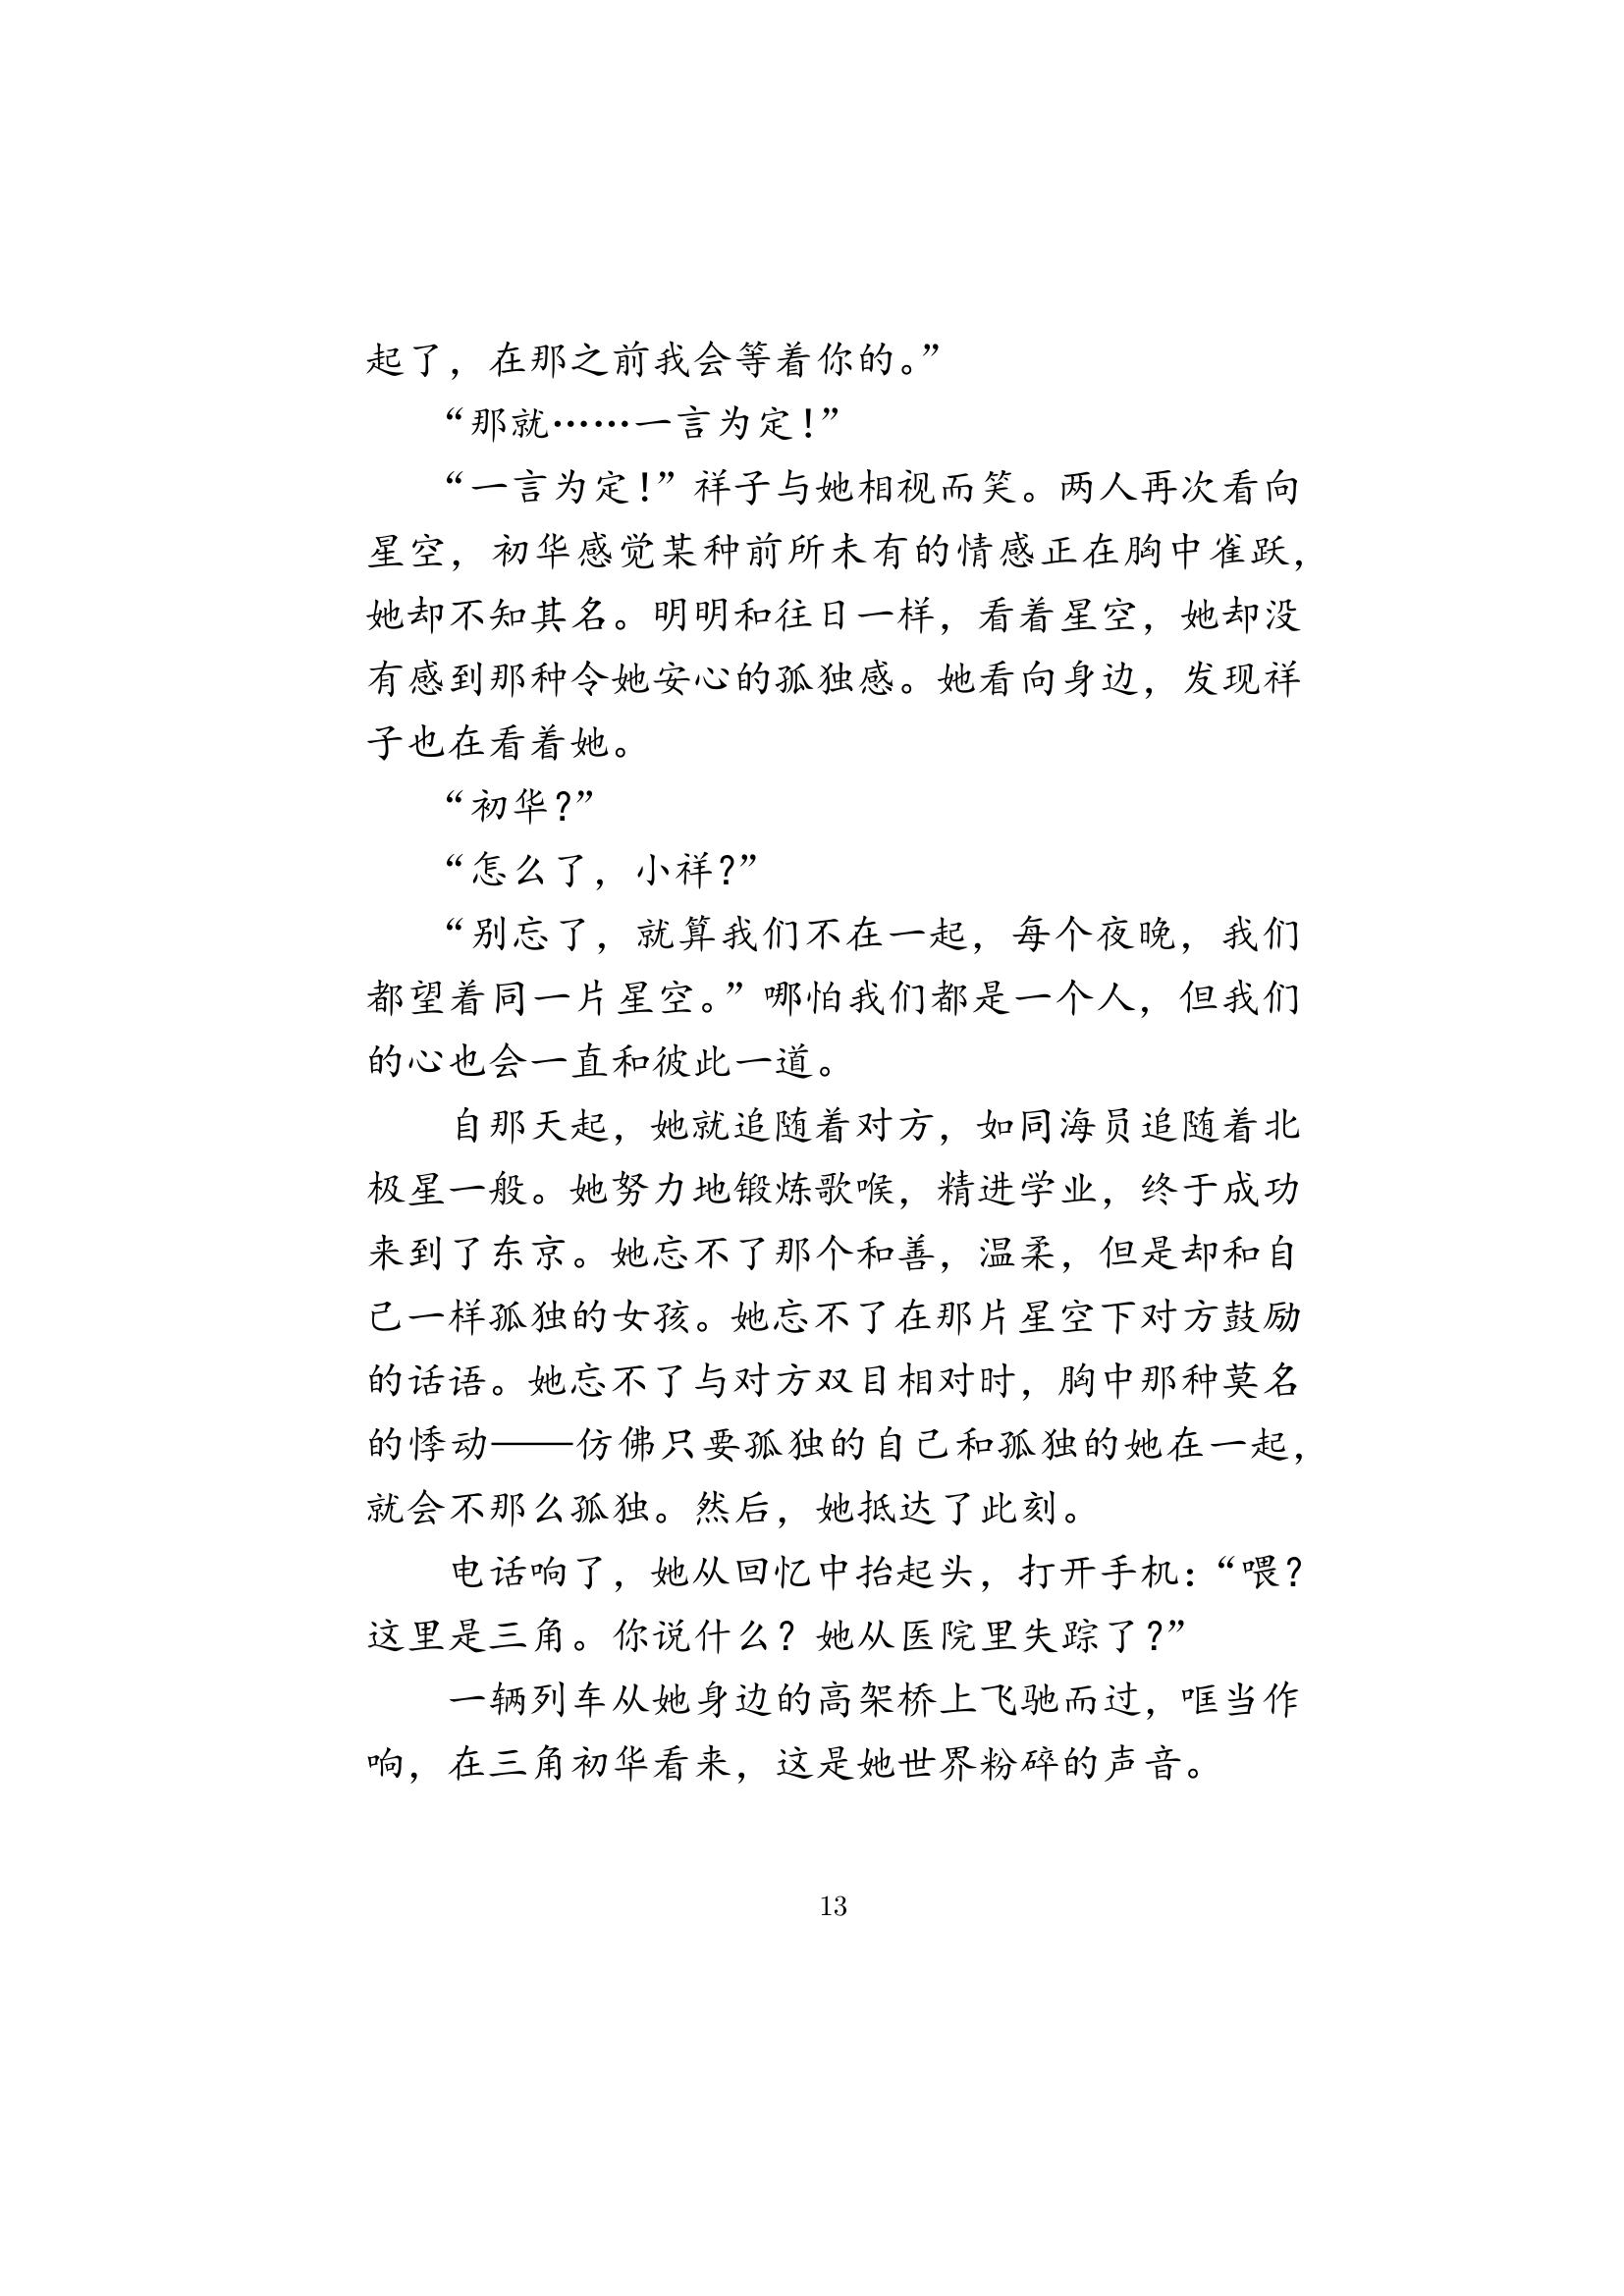 起了，在那之前我会等着你的。”
“那就……一言为定！”
“一言为定！”祥子与她相视而笑。两人再次看向
星空，初华感觉某种前所未有的情感正在胸中雀跃，
她却不知其名。明明和往日一样，看着星空，她却没
有感到那种令她安心的孤独感。她看向身边，发现祥
子也在看着她。
“初华？”
“怎么了，小祥？”
“别忘了，就算我们不在一起，每个夜晚，我们
都望着同一片星空。”哪怕我们都是一个人，但我们
的心也会一直和彼此一道。
自那天起，她就追随着对方，如同海员追随着北
极星一般。她努力地锻炼歌喉，精进学业，终于成功
来到了东京。她忘不了那个和善，温柔，但是却和自
己一样孤独的女孩。她忘不了在那片星空下对方鼓励
的话语。她忘不了与对方双目相对时，胸中那种莫名
的悸动——仿佛只要孤独的自己和孤独的她在一起，
就会不那么孤独。然后，她抵达了此刻。
电话响了，她从回忆中抬起头，打开手机：“喂？
这里是三角。你说什么？她从医院里失踪了？”
一辆列车从她身边的高架桥上飞驰而过，哐当作
响，在三角初华看来，这是她世界粉碎的声音。
13